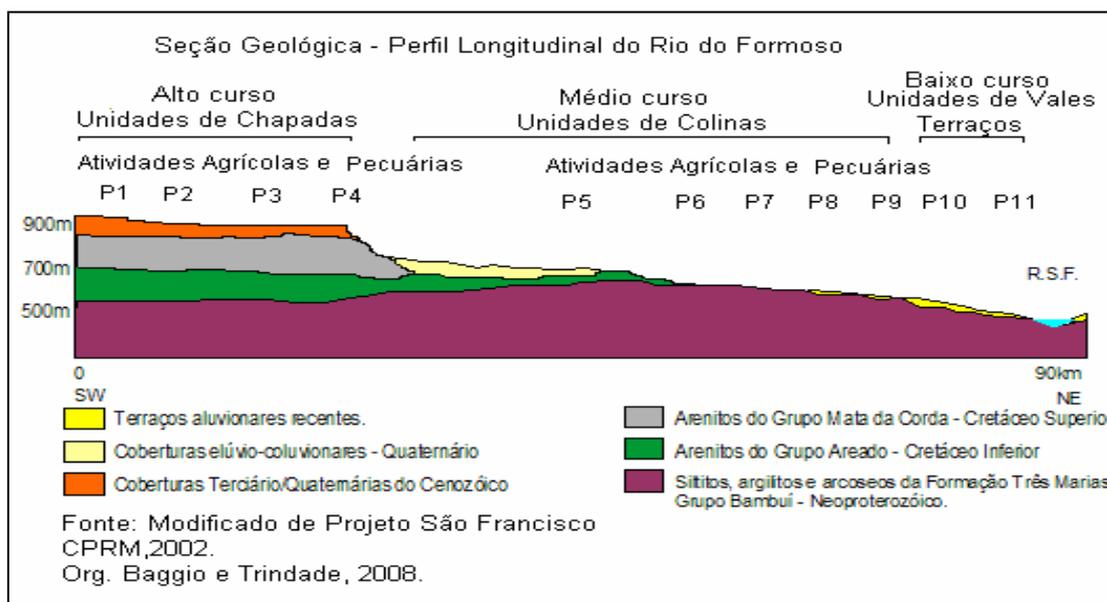 Seção Geológica - Perfil Longitudinal do Rio do Formoso
Alto curso
Unidades de Chapadas
Médio curso
Unidades de Colinas
Baixo curso
Unidades de Vales
Terraços
Atividades Agrícolas e Pecuárias
Atividades Agrícolas e Pecuárias
P1 P2 P3 P4 P5 P6 P7 P8 P9 P10 P11
900m
700m
500m
R.S.F.
0
SW
90km
NE
Terraços aluvionares recentes.
Coberturas elúvio-coluvionares - Quaternário
Coberturas Terciário/Quaternárias do Cenozóico
Arenitos do Grupo Mata da Corda - Cretáceo Superio
Arenitos do Grupo Areado - Cretáceo Inferior
Siltitos, argilitos e arcoseos da Formação Três Marias
Grupo Bambuí - Neoproterozóico.
Fonte: Modificado de Projeto São Francisco
CPRM,2002.
Org. Baggio e Trindade, 2008.